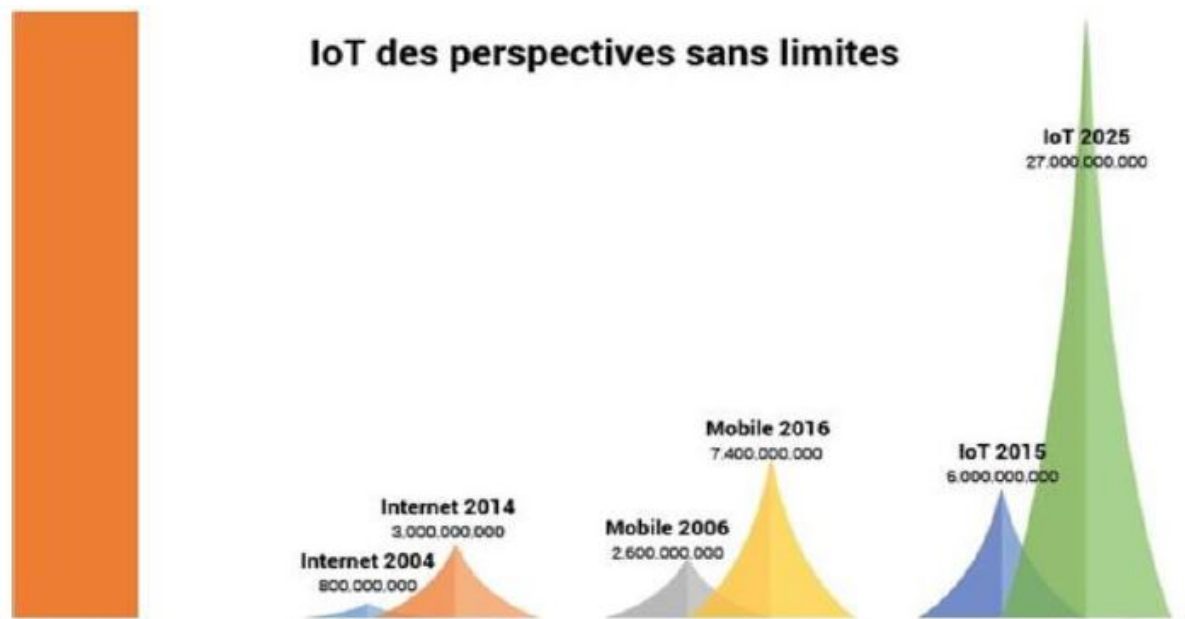 IoT des perspectives sans limites
IoT 2025
27.000.000.000
Mobile 2016
7.400.000.000
IoT 2015
6.000.000.000
Internet 2014
3.000.000.000
Mobile 2006
2.600.000.000
Internet 2004
800.000.000